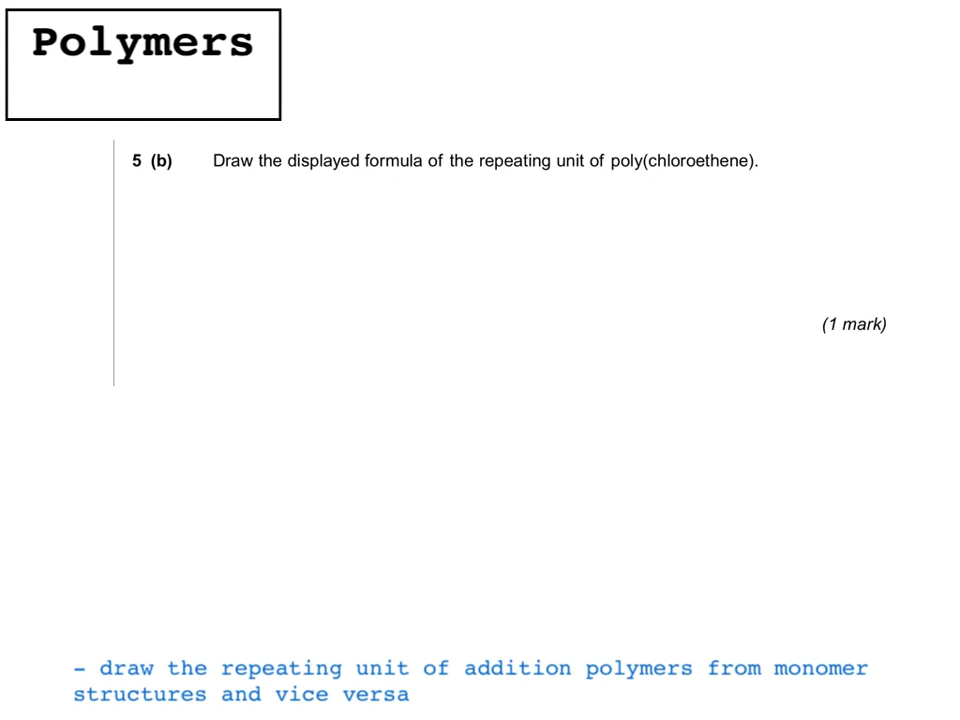 Polymers
5 (b) Draw the displayed formula of the repeating unit of poly(chloroethene).
(1 mark)
– draw the repeating unit of addition polymers from monomer
structures and vice versa